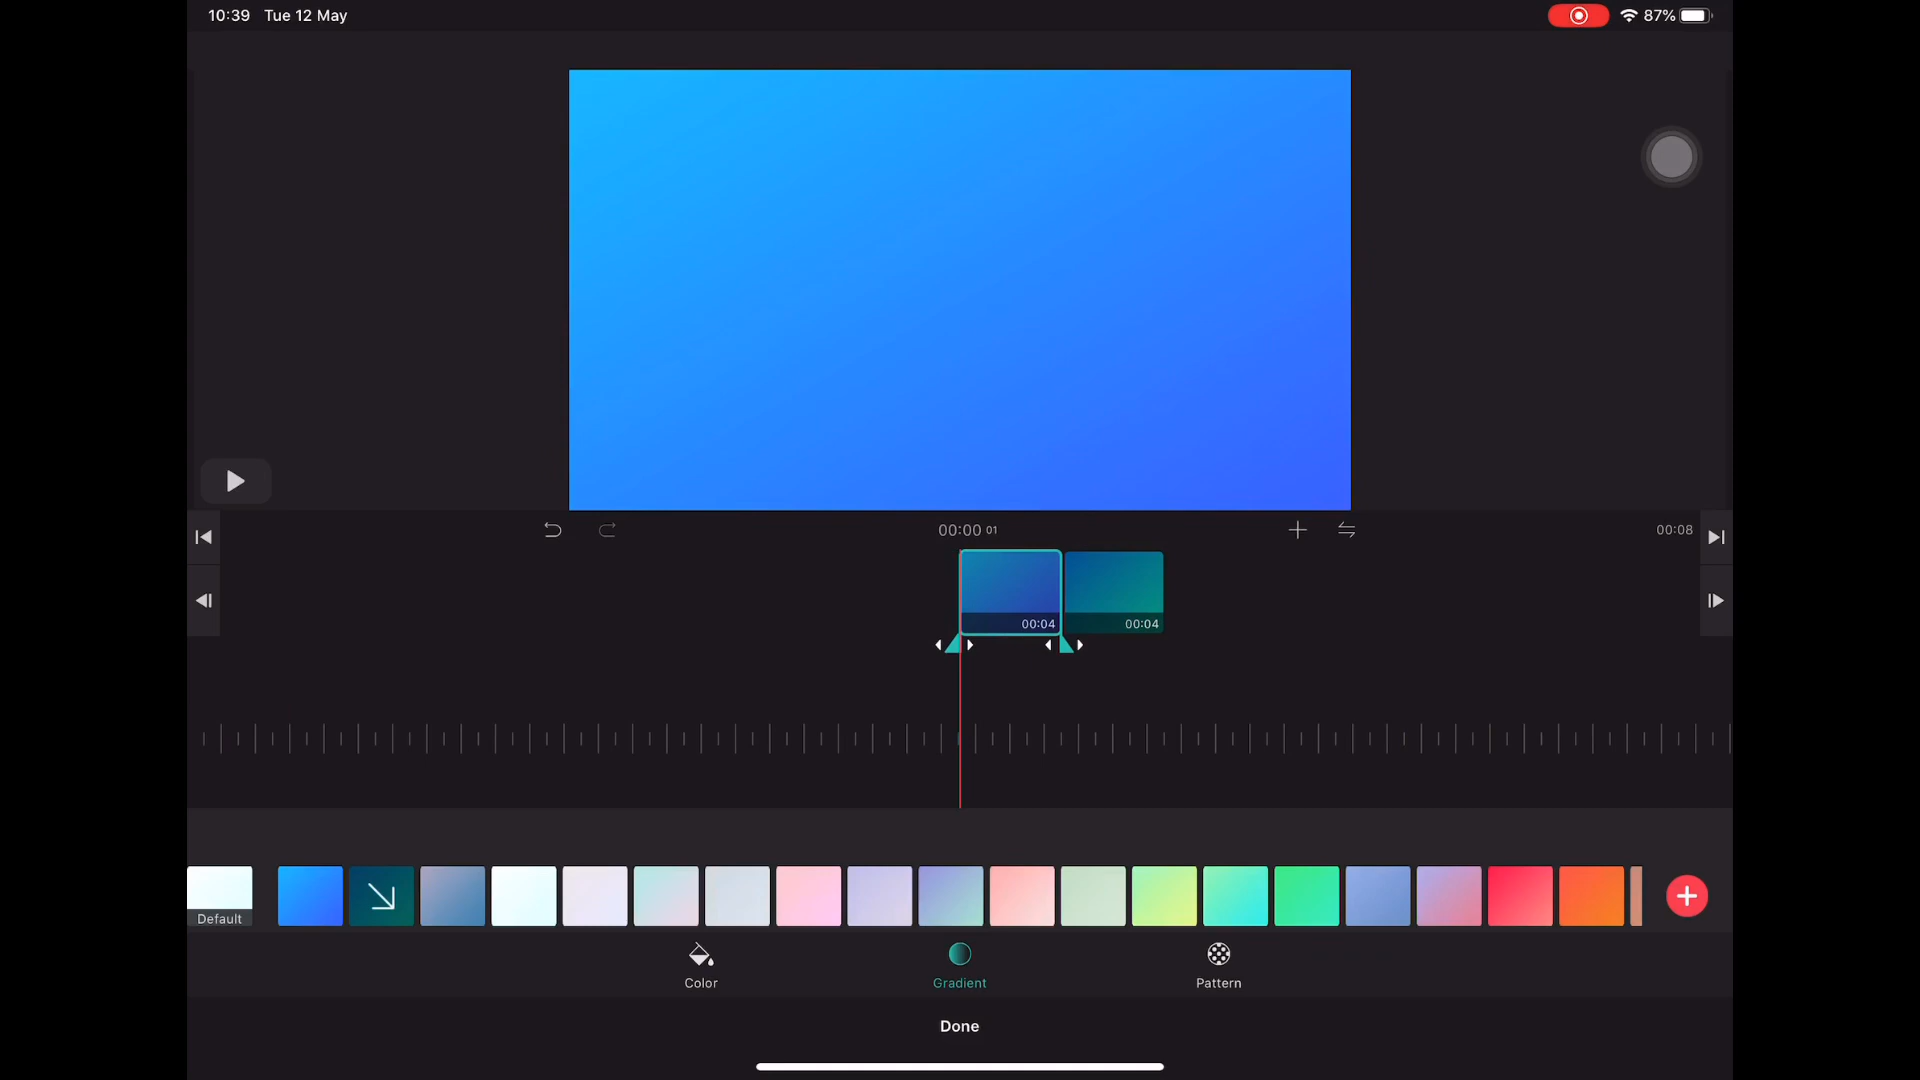 10:39 Tue 12 May
87%
00:00 01
00:08
00:04
00:04
Default
Color
Gradient
Pattern
Done